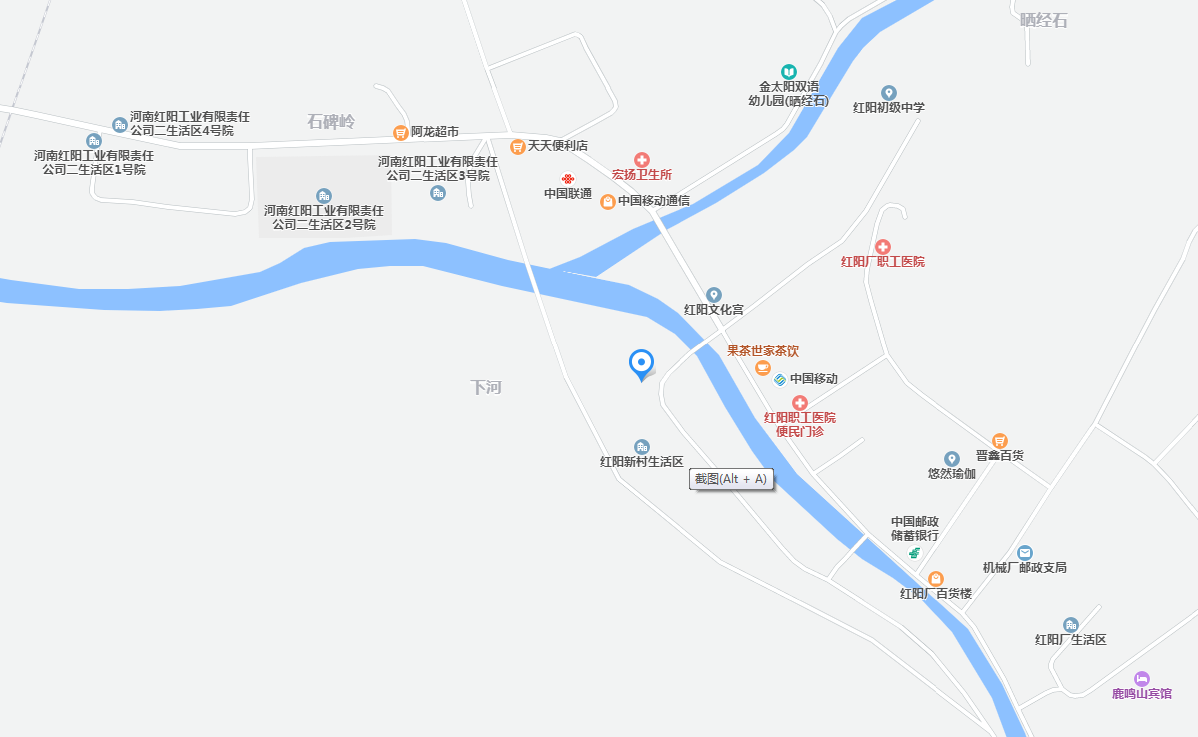 晒经石
金太阳双语
幼儿园(晒经石)
红阳初级中学
河南红阳工业有限责任
公司二生活区4号院
石碑岭
阿龙超市
天天便利店
河南红阳工业有限责任
公司二生活区1号院
河南红阳工业有限责任
公司二生活区3号院
宏扬卫生所
中国联通
中国移动通信
河南红阳工业有限责任
公司二生活区2号院
红阳厂职工医院
红阳文化宫
果茶世家茶饮
中国移动
下河
红阳职工医院
便民门诊
红阳新村生活区
晋鑫百货
悠然瑜伽
截图(Alt + A)
中国邮政
储蓄银行
机械厂邮政支局
红阳厂百货楼
红阳厂生活区
鹿鸣山宾馆